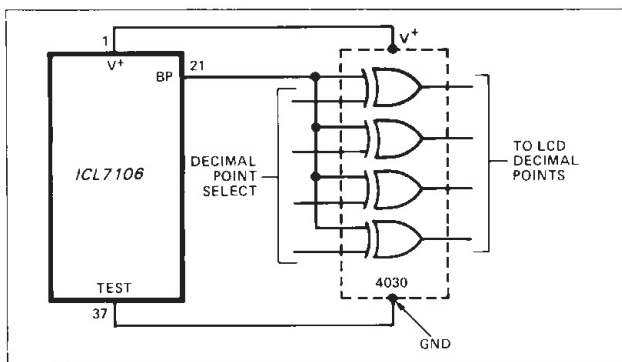 1
V+
V+
BP
21
ICL7106
DECIMAL
POINT
SELECT
TO LCD
DECIMAL
POINTS
TEST
37
4030
GND